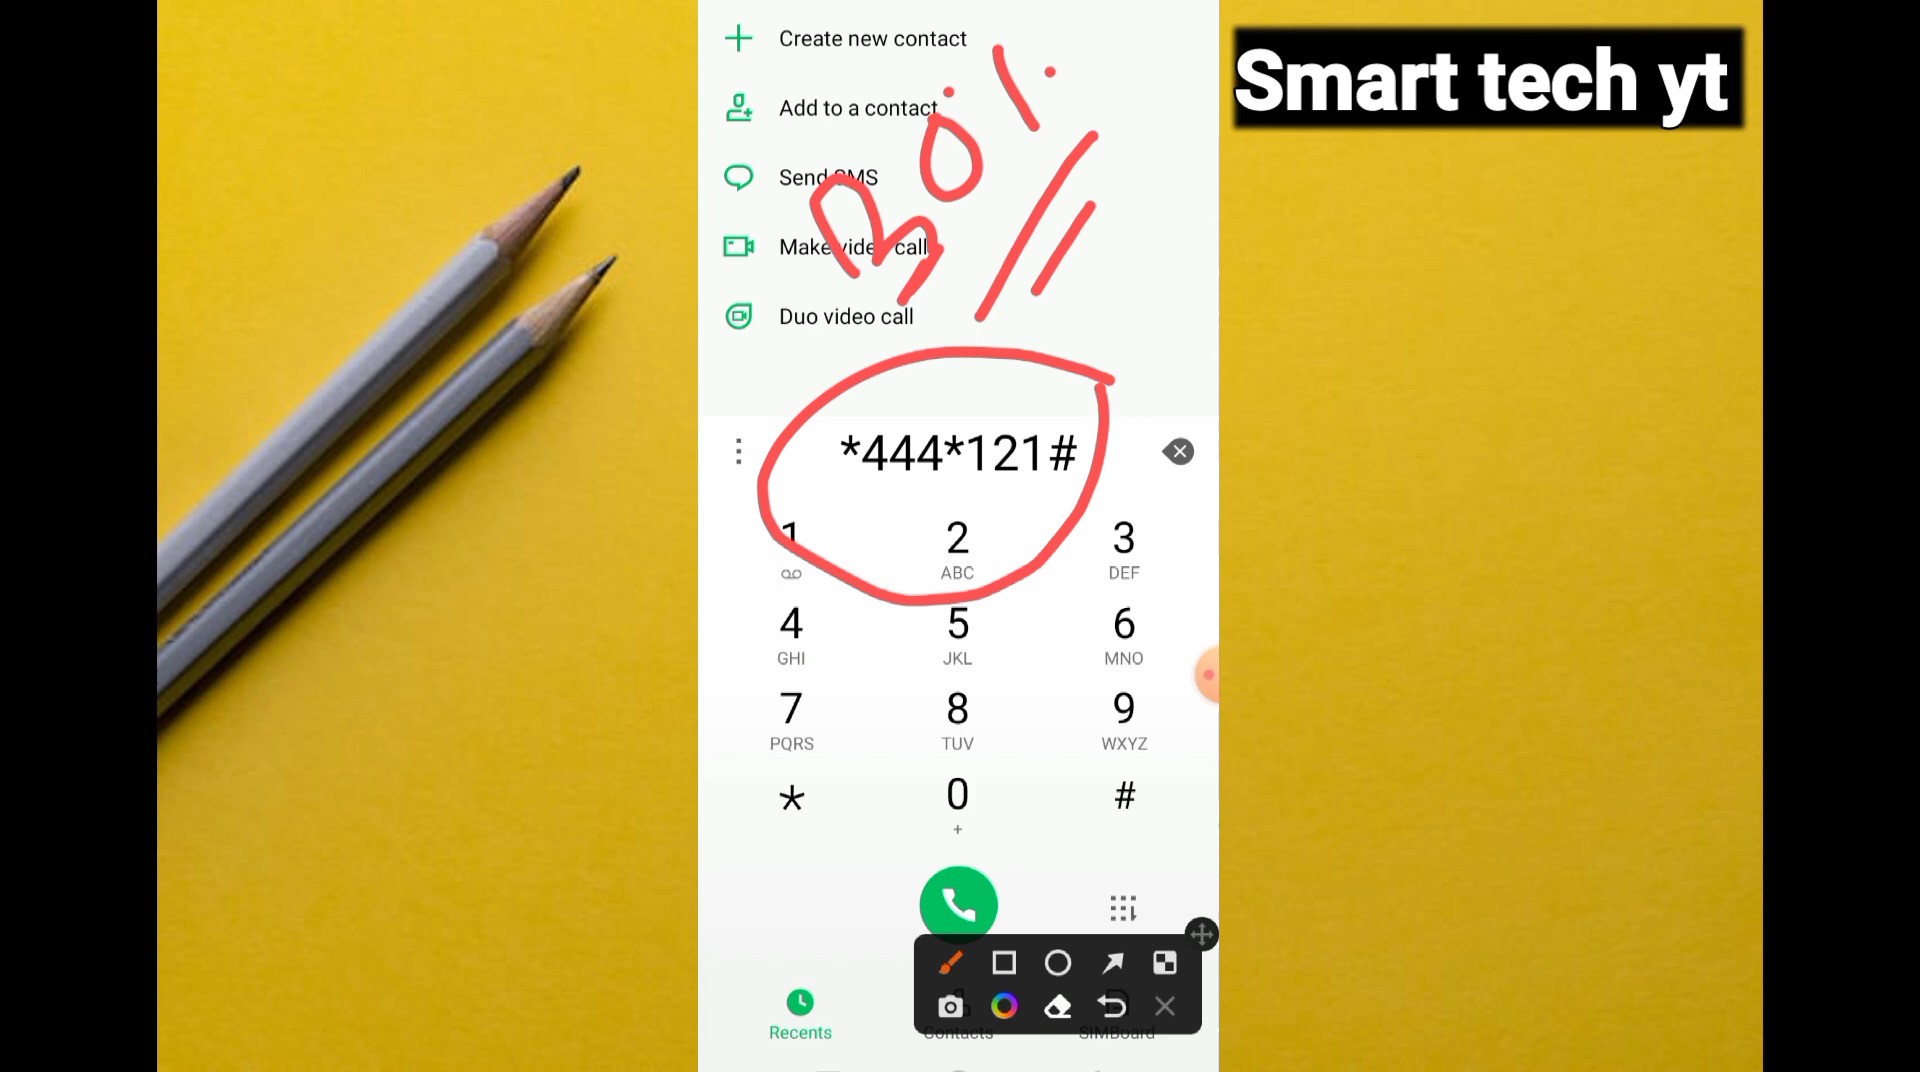 Smart tech yt
Create new contact
Add to a contact
Send SMS
Make video call
Duo video call
30%
*444*121#
1
2
ABC
3
DEF
4
GHI
5
JKL
6
MNO
7
PQRS
8
TUV
9
WXYZ
*
0
+
#
Recents
Contacts
SIMBoard